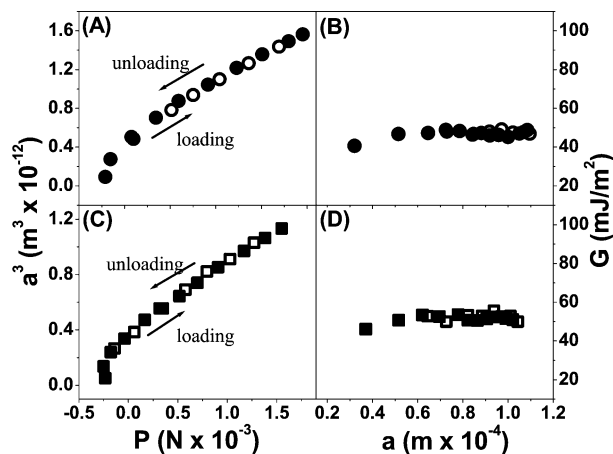 (A)
(B)
unloading
loading
1.6
1.2
0.8
0.4
0.0
100
80
60
40
20
(C)
(D)
unloading
loading
1.2
0.8
0.4
0.0
100
80
60
40
20
a³ (m³ x 10⁻¹²)
G (mJ/m²)
-0.5 0.0 0.5 1.0 1.5
0.2 0.4 0.6 0.8 1.0
P (N x 10⁻³)
a (m x 10⁻⁴)